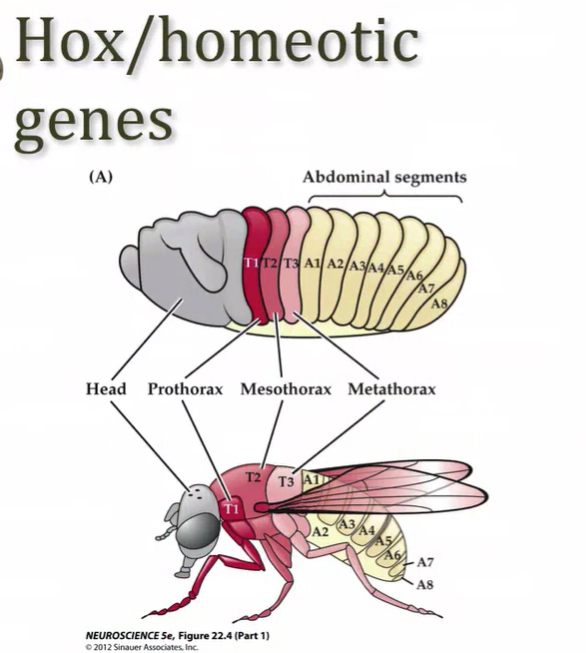 Hox/homeotic
genes
(A)
Abdominal segments
T1 T2 T3 A1 A2 A3 A4 A5 A6 A7 A8
Head Prothorax Mesothorax Metathorax
T1 T2 T3 A1
A2 A3 A4 A5 A6 A7 A8
NEUROSCIENCE 5e, Figure 22.4 (Part 1)
© 2012 Sinauer Associates, Inc.